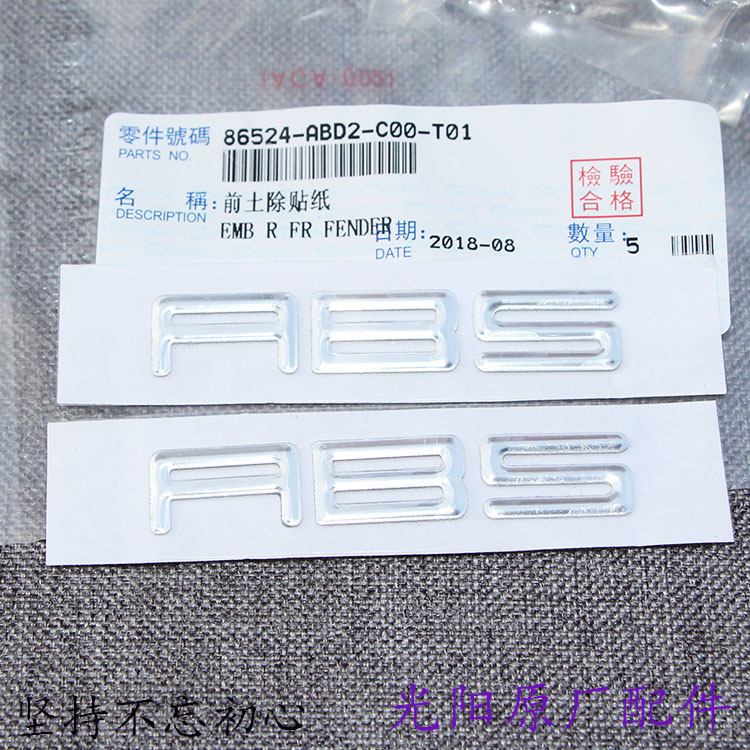 (ACA 002)
零件號碼 86524-ABD2-C00-T01
PARTS NO.
名 稱: 前土除贴纸
DESCRIPTION EMB R FR FENDER
檢驗
合格
日期: 2018-08
DATE
數量: 5
QTY
ABS
ABS
坚持不忘初心
光阳原厂配件